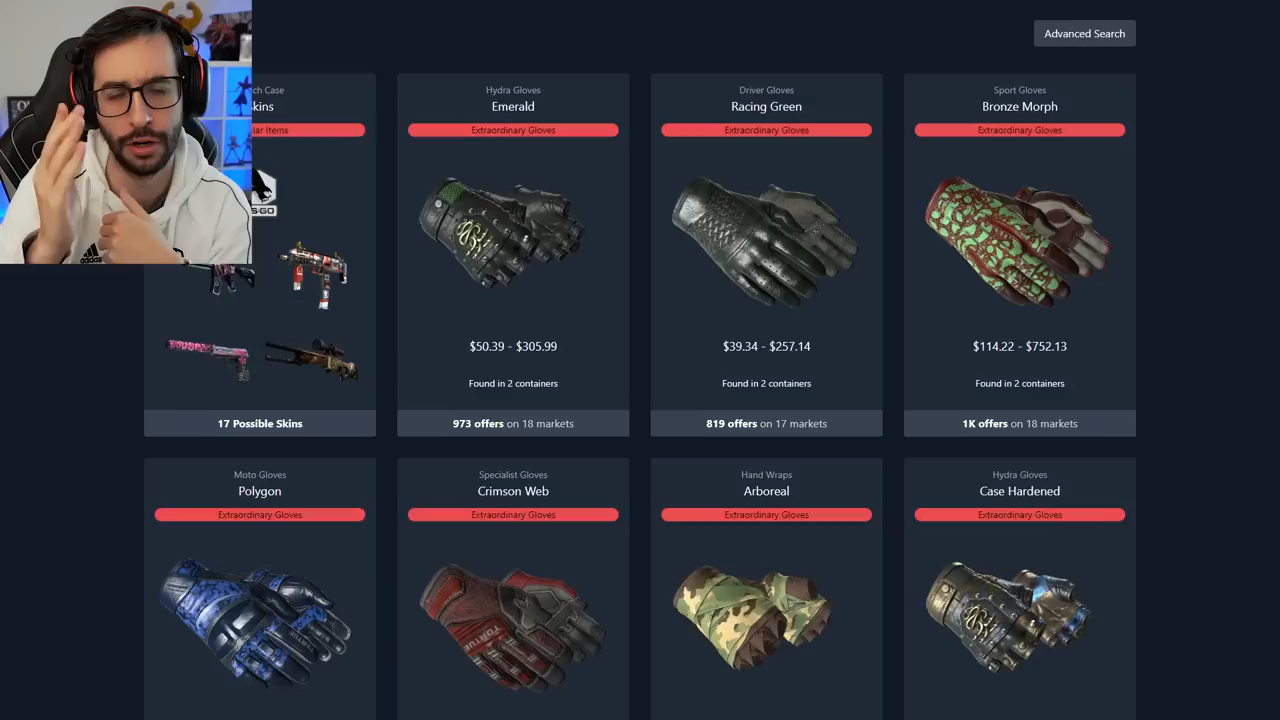 Advanced Search
ch Case
Skins
lar Items
S-GO
17 Possible Skins
Hydra Gloves
Emerald
Extraordinary Gloves
$50.39 - $305.99
Found in 2 containers
973 offers on 18 markets
Driver Gloves
Racing Green
Extraordinary Gloves
$39.34 - $257.14
Found in 2 containers
819 offers on 17 markets
Sport Gloves
Bronze Morph
Extraordinary Gloves
$114.22 - $752.13
Found in 2 containers
1K offers on 18 markets
Moto Gloves
Polygon
Extraordinary Gloves
Specialist Gloves
Crimson Web
Extraordinary Gloves
Hand Wraps
Arboreal
Extraordinary Gloves
Hydra Gloves
Case Hardened
Extraordinary Gloves
adidas